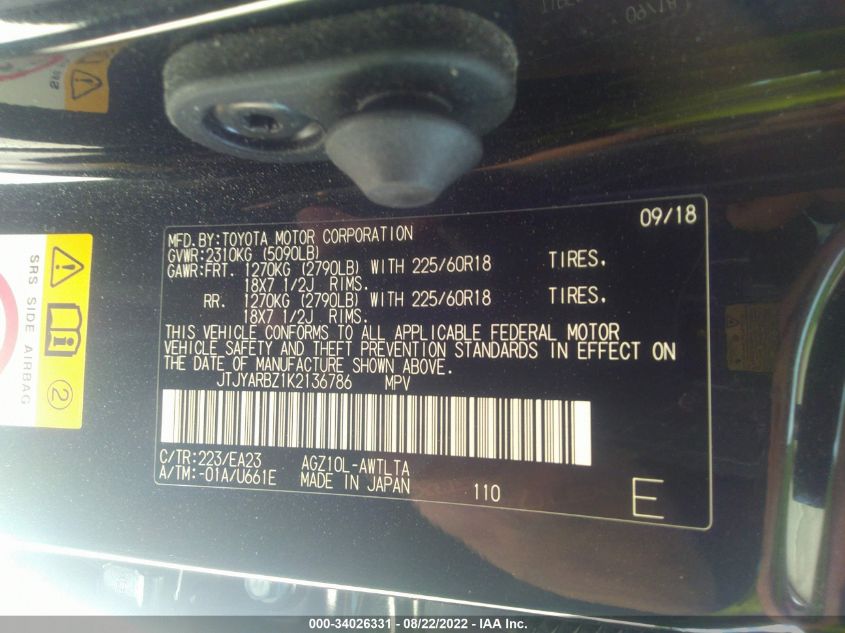 09/18
MFD.BY:TOYOTA MOTOR CORPORATION
GVWR:2310KG (5090LB)
GAWR:FRT. 1270KG (2790LB) WITH 225/60R18 TIRES.
18X7 1/2J RIMS.
RR. 1270KG (2790LB) WITH 225/60R18 TIRES.
18X7 1/2J RIMS.
THIS VEHICLE CONFORMS TO ALL APPLICABLE FEDERAL MOTOR
VEHICLE SAFETY AND THEFT PREVENTION STANDARDS IN EFFECT ON
THE DATE OF MANUFACTURE SHOWN ABOVE.
JTJYARBZ1K2136786 MPV
C/TR:223/EA23 AGZ10L-AWTLTA
A/TM:-01A/U661E MADE IN JAPAN 110 E
SRS SIDE AIRBAG
2
000-34026331 - 08/22/2022 - IAA Inc.